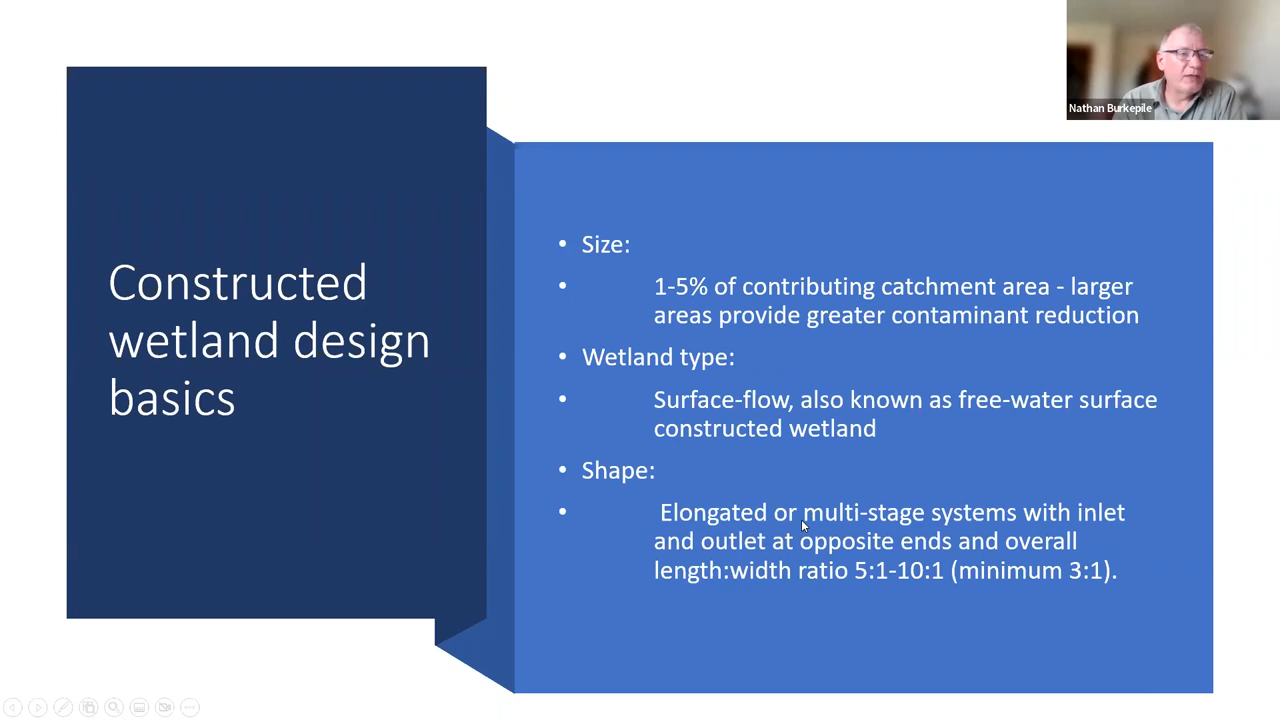 Nathan Burkepile
Constructed
wetland design
basics
• Size:
• 1-5% of contributing catchment area - larger
areas provide greater contaminant reduction
• Wetland type:
• Surface-flow, also known as free-water surface
constructed wetland
• Shape:
• Elongated or multi-stage systems with inlet
and outlet at opposite ends and overall
length:width ratio 5:1-10:1 (minimum 3:1).